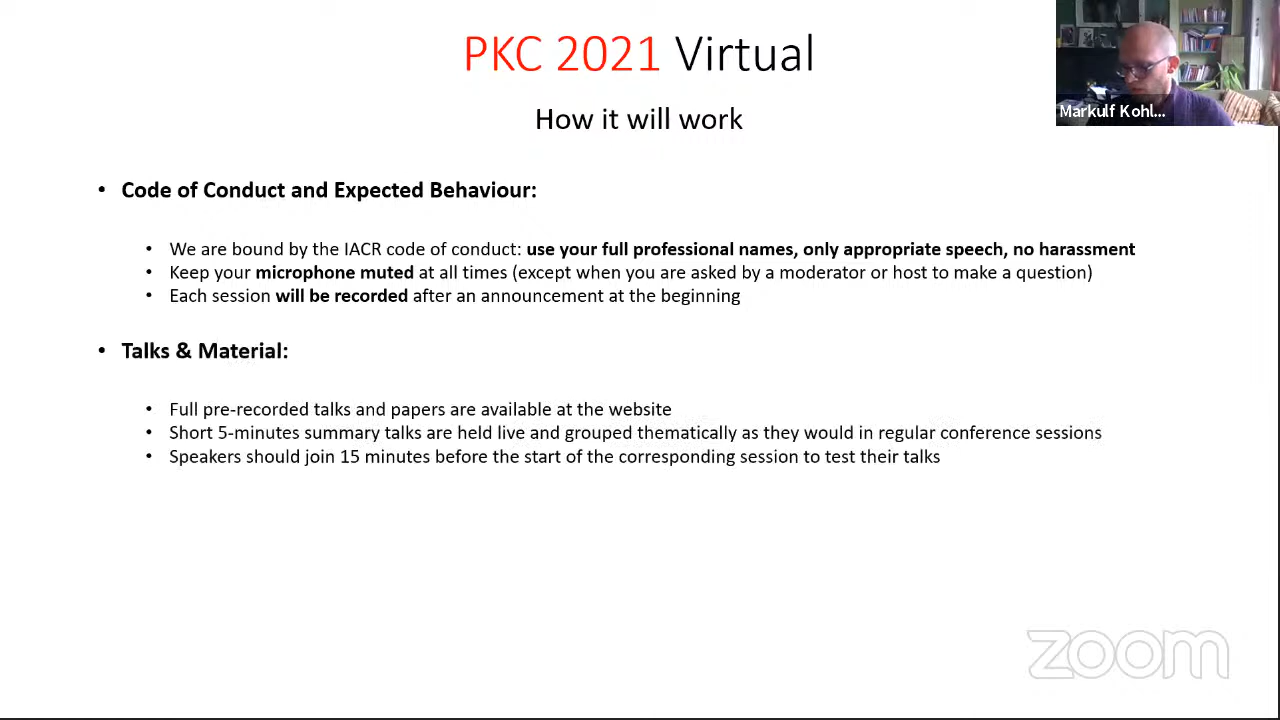 PKC 2021 Virtual
Markulf Kohl...
How it will work
• Code of Conduct and Expected Behaviour:
• We are bound by the IACR code of conduct: use your full professional names, only appropriate speech, no harassment
• Keep your microphone muted at all times (except when you are asked by a moderator or host to make a question)
• Each session will be recorded after an announcement at the beginning
• Talks & Material:
• Full pre-recorded talks and papers are available at the website
• Short 5-minutes summary talks are held live and grouped thematically as they would in regular conference sessions
• Speakers should join 15 minutes before the start of the corresponding session to test their talks
zoom